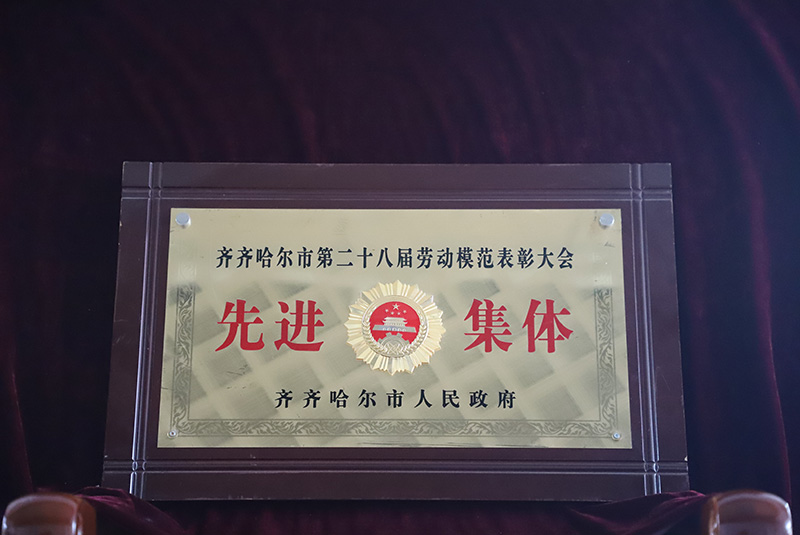 齐齐哈尔市第二十八届劳动模范表彰大会
先进 集体
齐齐哈尔市人民政府